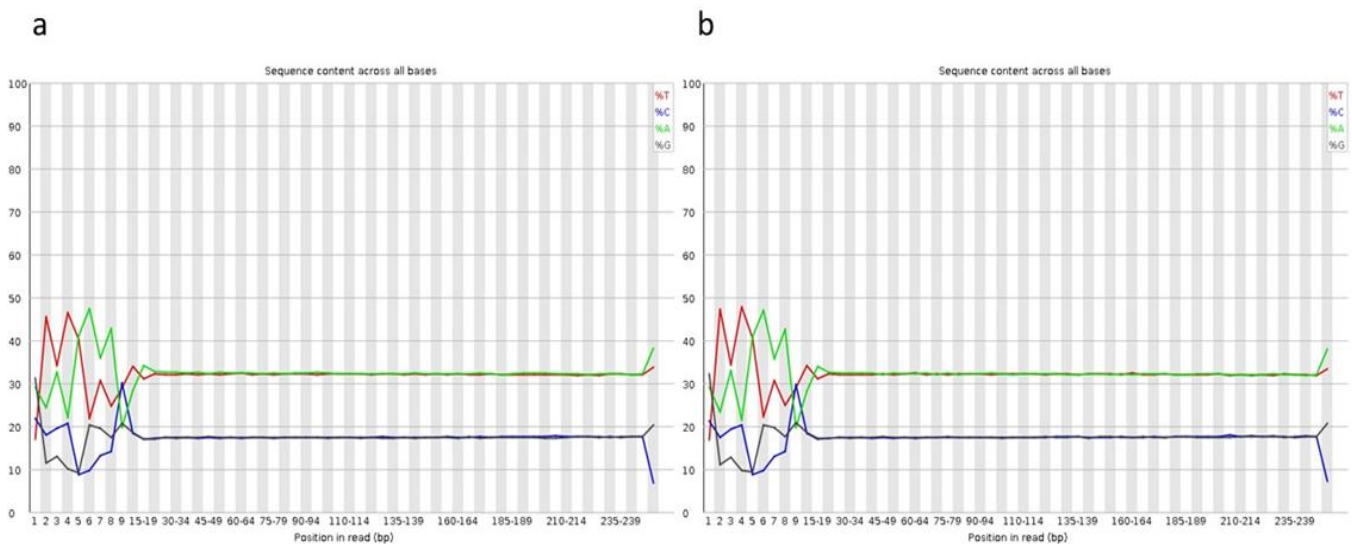 a
Sequence content across all bases
100
90
80
70
60
50
40
30
20
10
0
%T
%C
%A
%G
1 2 3 4 5 6 7 8 9 15-19 30-34 45-49 60-64 75-79 90-94 110-114 135-139 160-164 185-189 210-214 235-239
Position in read (bp)
b
Sequence content across all bases
100
90
80
70
60
50
40
30
20
10
0
%T
%C
%A
%G
1 2 3 4 5 6 7 8 9 15-19 30-34 45-49 60-64 75-79 90-94 110-114 135-139 160-164 185-189 210-214 235-239
Position in read (bp)